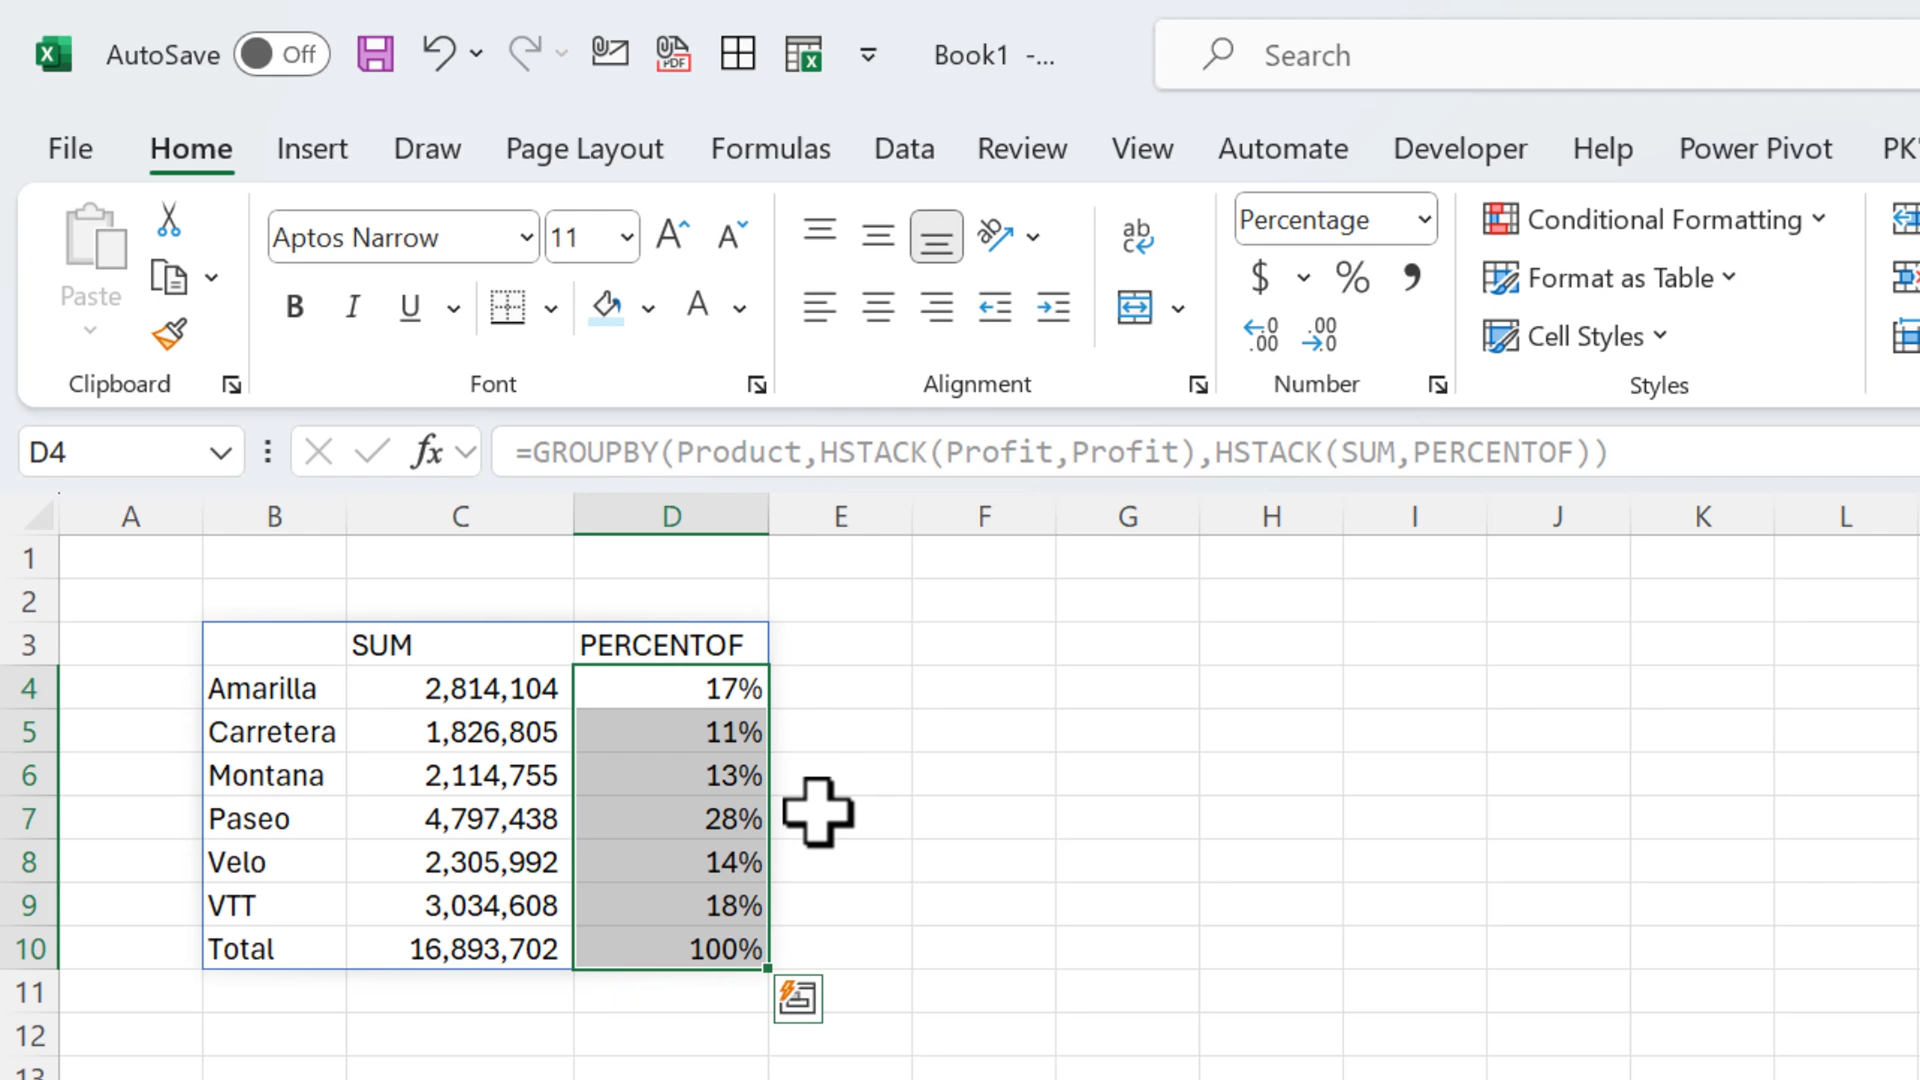 AutoSave Off Book1 -... Search
File Home Insert Draw Page Layout Formulas Data Review View Automate Developer Help Power Pivot PK'
Paste
Aptos Narrow 11
Percentage
Conditional Formatting
Format as Table
Cell Styles
Clipboard Font Alignment Number Styles
D4 fx =GROUPBY(Product,HSTACK(Profit,Profit),HSTACK(SUM,PERCENTOF))
A B C D E F G H I J K L
1
2
3 SUM PERCENTOF
4 Amarilla 2,814,104 17%
5 Carretera 1,826,805 11%
6 Montana 2,114,755 13%
7 Paseo 4,797,438 28%
8 Velo 2,305,992 14%
9 VTT 3,034,608 18%
10 Total 16,893,702 100%
11
12
13